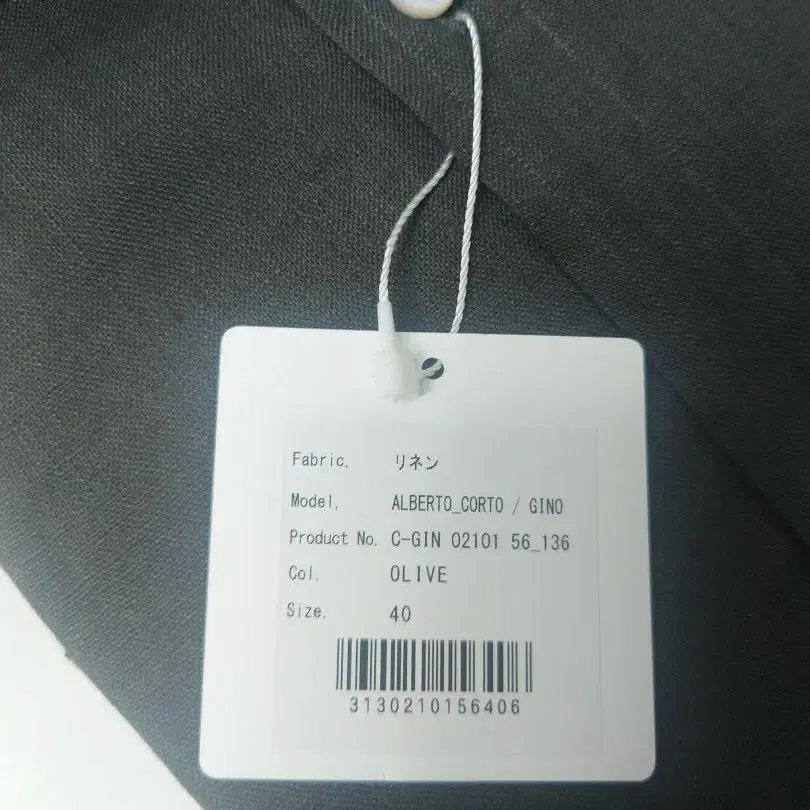 Fabric. リネン
Model. ALBERTO_CORTO / GINO
Product No. C-GIN 02101 56_136
Col. OLIVE
Size. 40
3130210156406